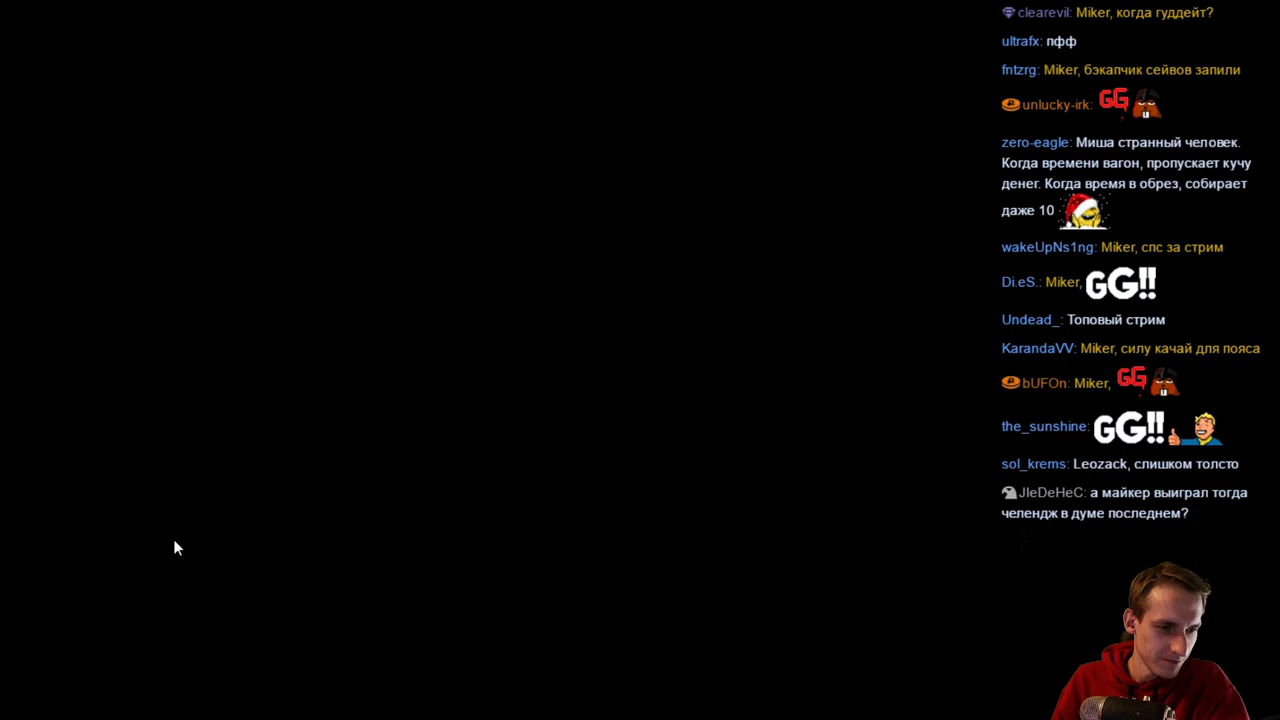 clearevil: Miker, когда гуддейт?
ultrafx: пфф
fntzrg: Miker, бэкапчик сейвов запили
unlucky-irk: GG
zero-eagle: Миша странный человек.
Когда времени вагон, пропускает кучу
денег. Когда время в обрез, собирает
даже 10
wakeUpNs1ng: Miker, спс за стрим
Di.eS.: Miker, GG!!
Undead_: Топовый стрим
KarandaVV: Miker, силу качай для пояса
bUFOn: Miker, GG
the_sunshine: GG!!
sol_krems: Leozack, слишком толсто
JIeDeHeC: а майкер выиграл тогда
челендж в думе последнем?